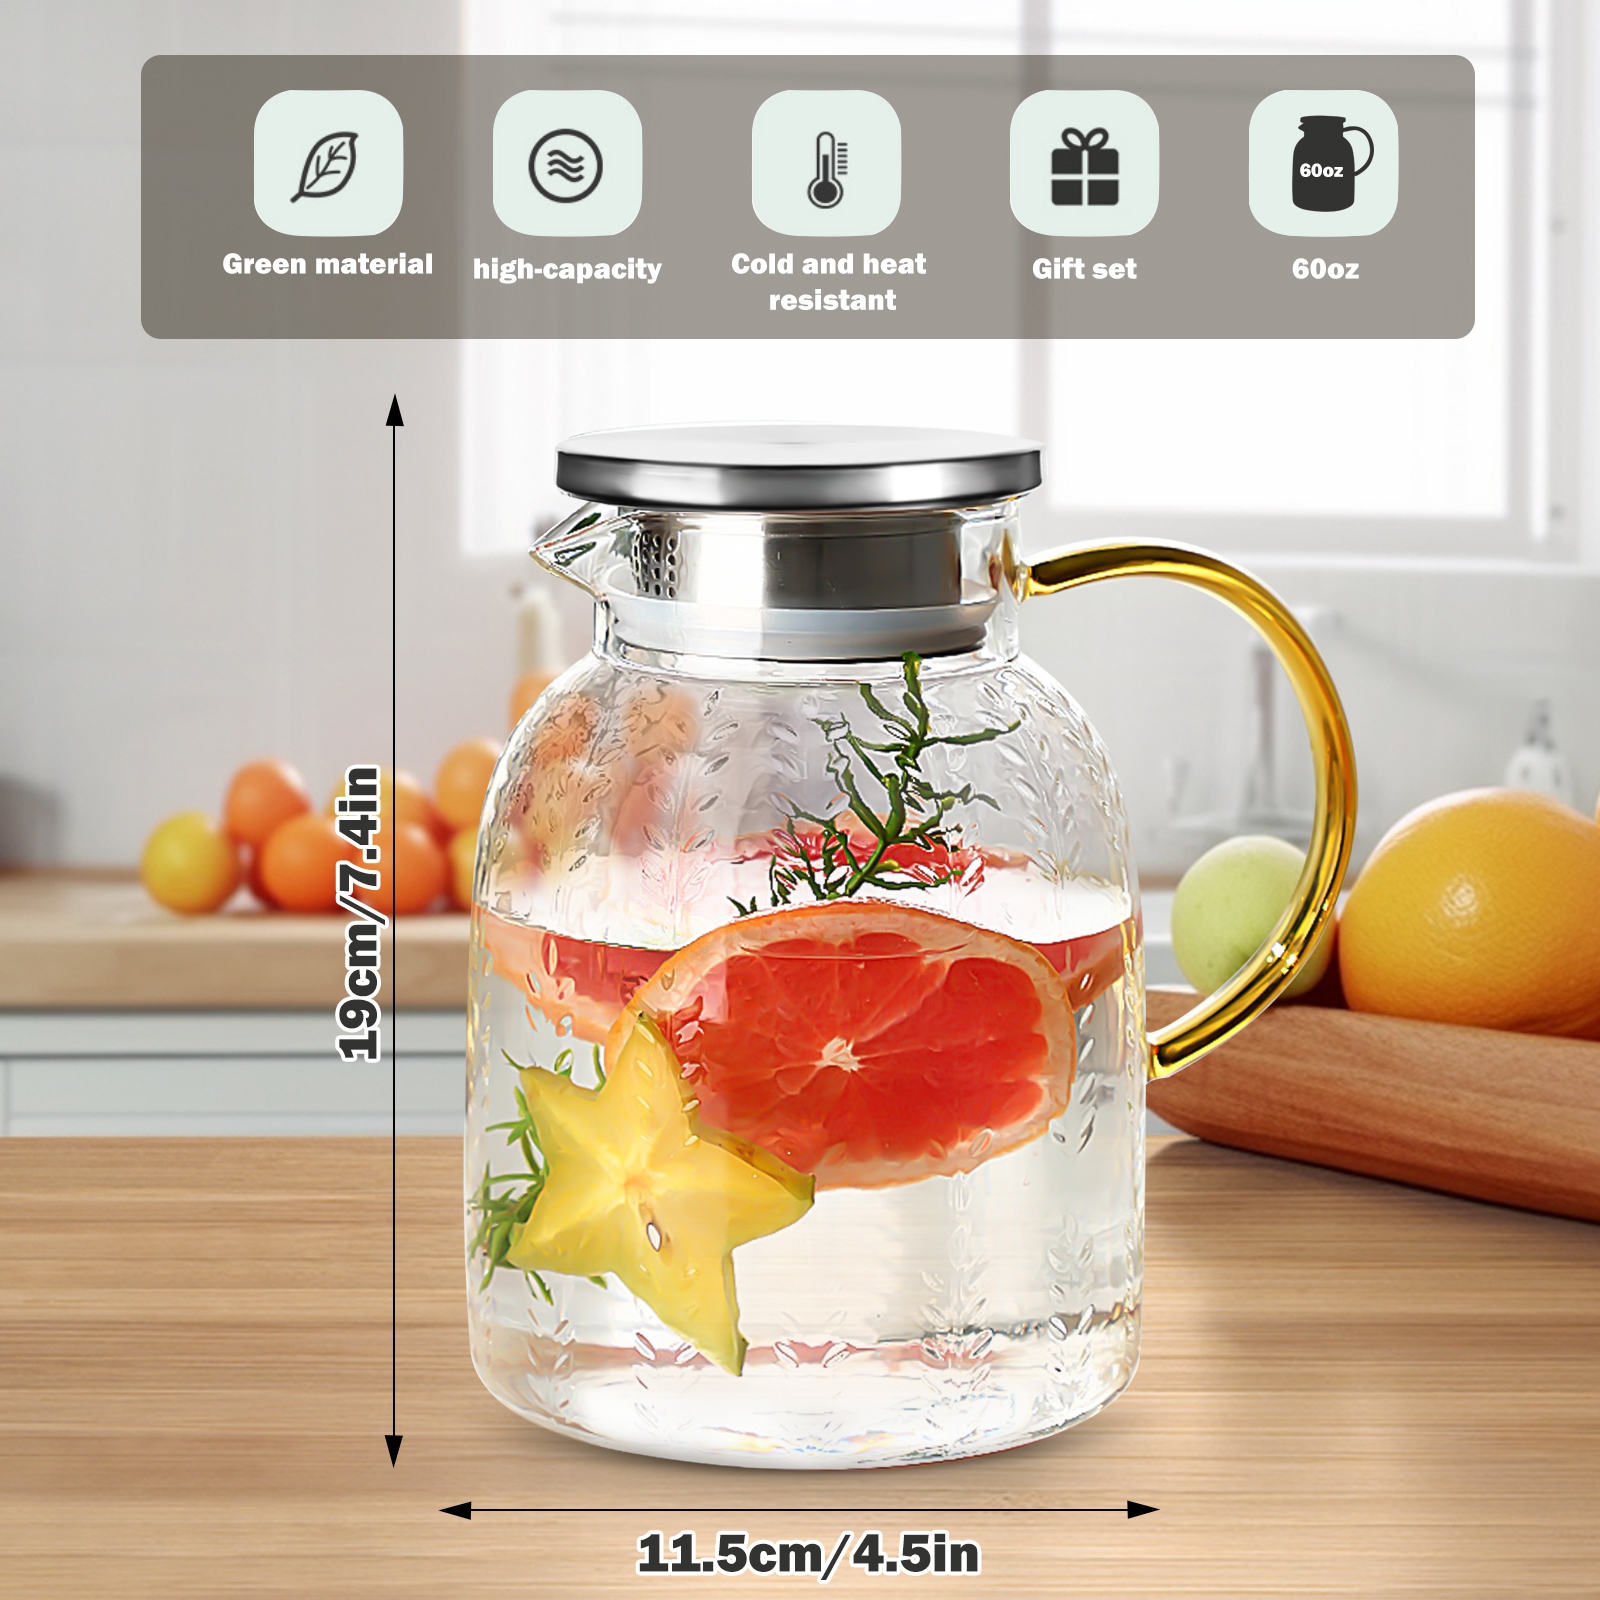 60oz
Green material
high-capacity
Cold and heat
resistant
Gift set
60oz
19cm/7.4in
11.5cm/4.5in